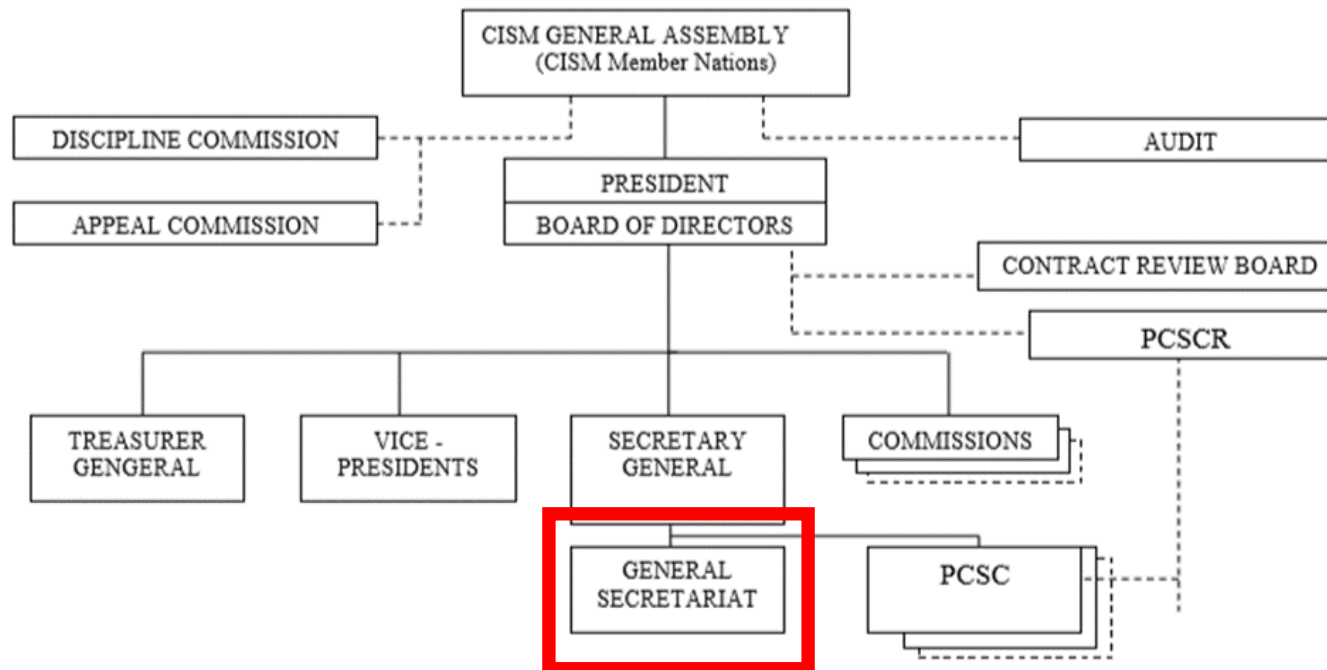 CISM GENERAL ASSEMBLY
(CISM Member Nations)
DISCIPLINE COMMISSION
AUDIT
PRESIDENT
APPEAL COMMISSION
BOARD OF DIRECTORS
CONTRACT REVIEW BOARD
PCSCR
TREASURER
GENGERAL
VICE -
PRESIDENTS
SECRETARY
GENERAL
COMMISSIONS
GENERAL
SECRETARIAT
PCSC